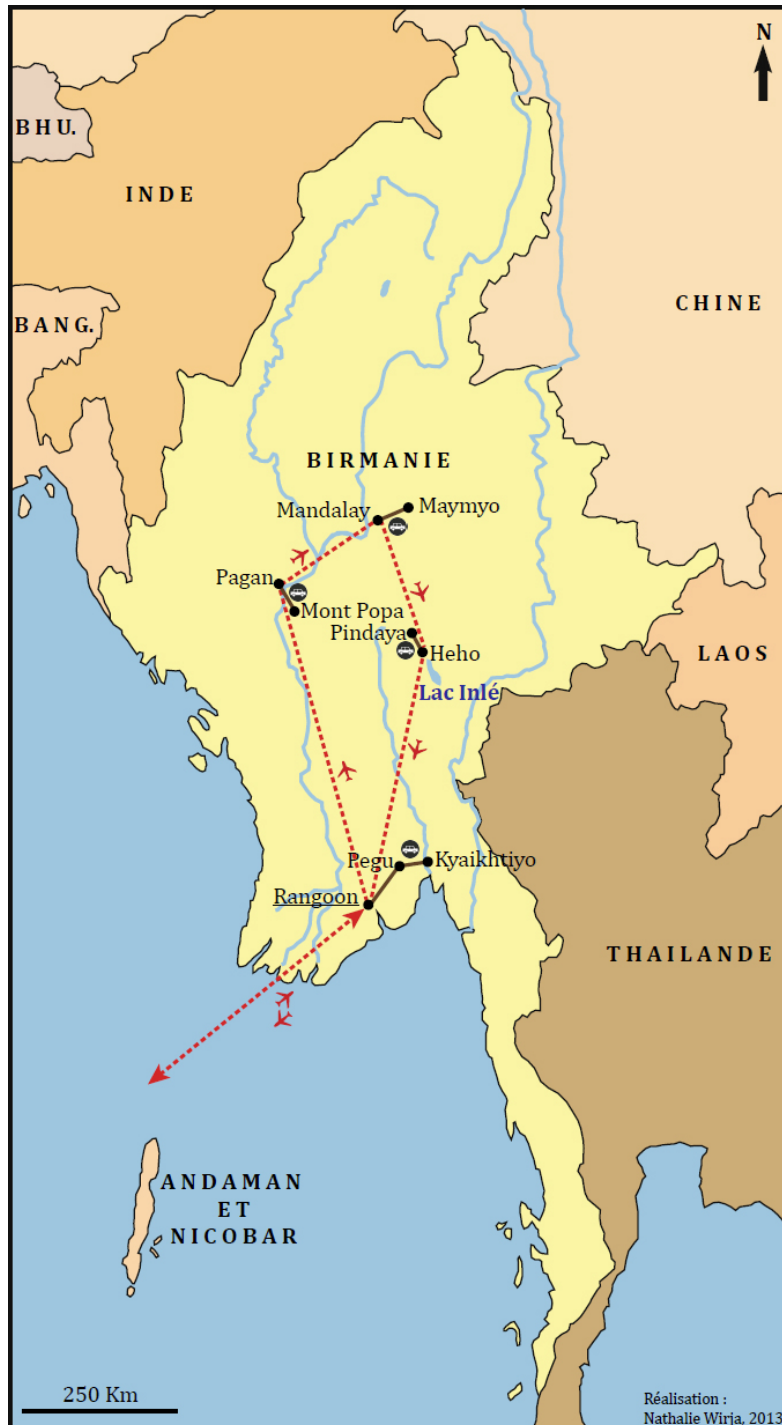 N
BHU.
INDE
BANG.
CHINE
BIRMANIE
Mandalay
Maymyo
Pagan
Mont Popa
Pindaya
Heho
LAOS
Lac Inlé
Pegu
Kyaikhtiyo
Rangoon
THAILANDE
ANDAMAN
ET
NICOBAR
250 Km
Réalisation :
Nathalie Wirja, 2013